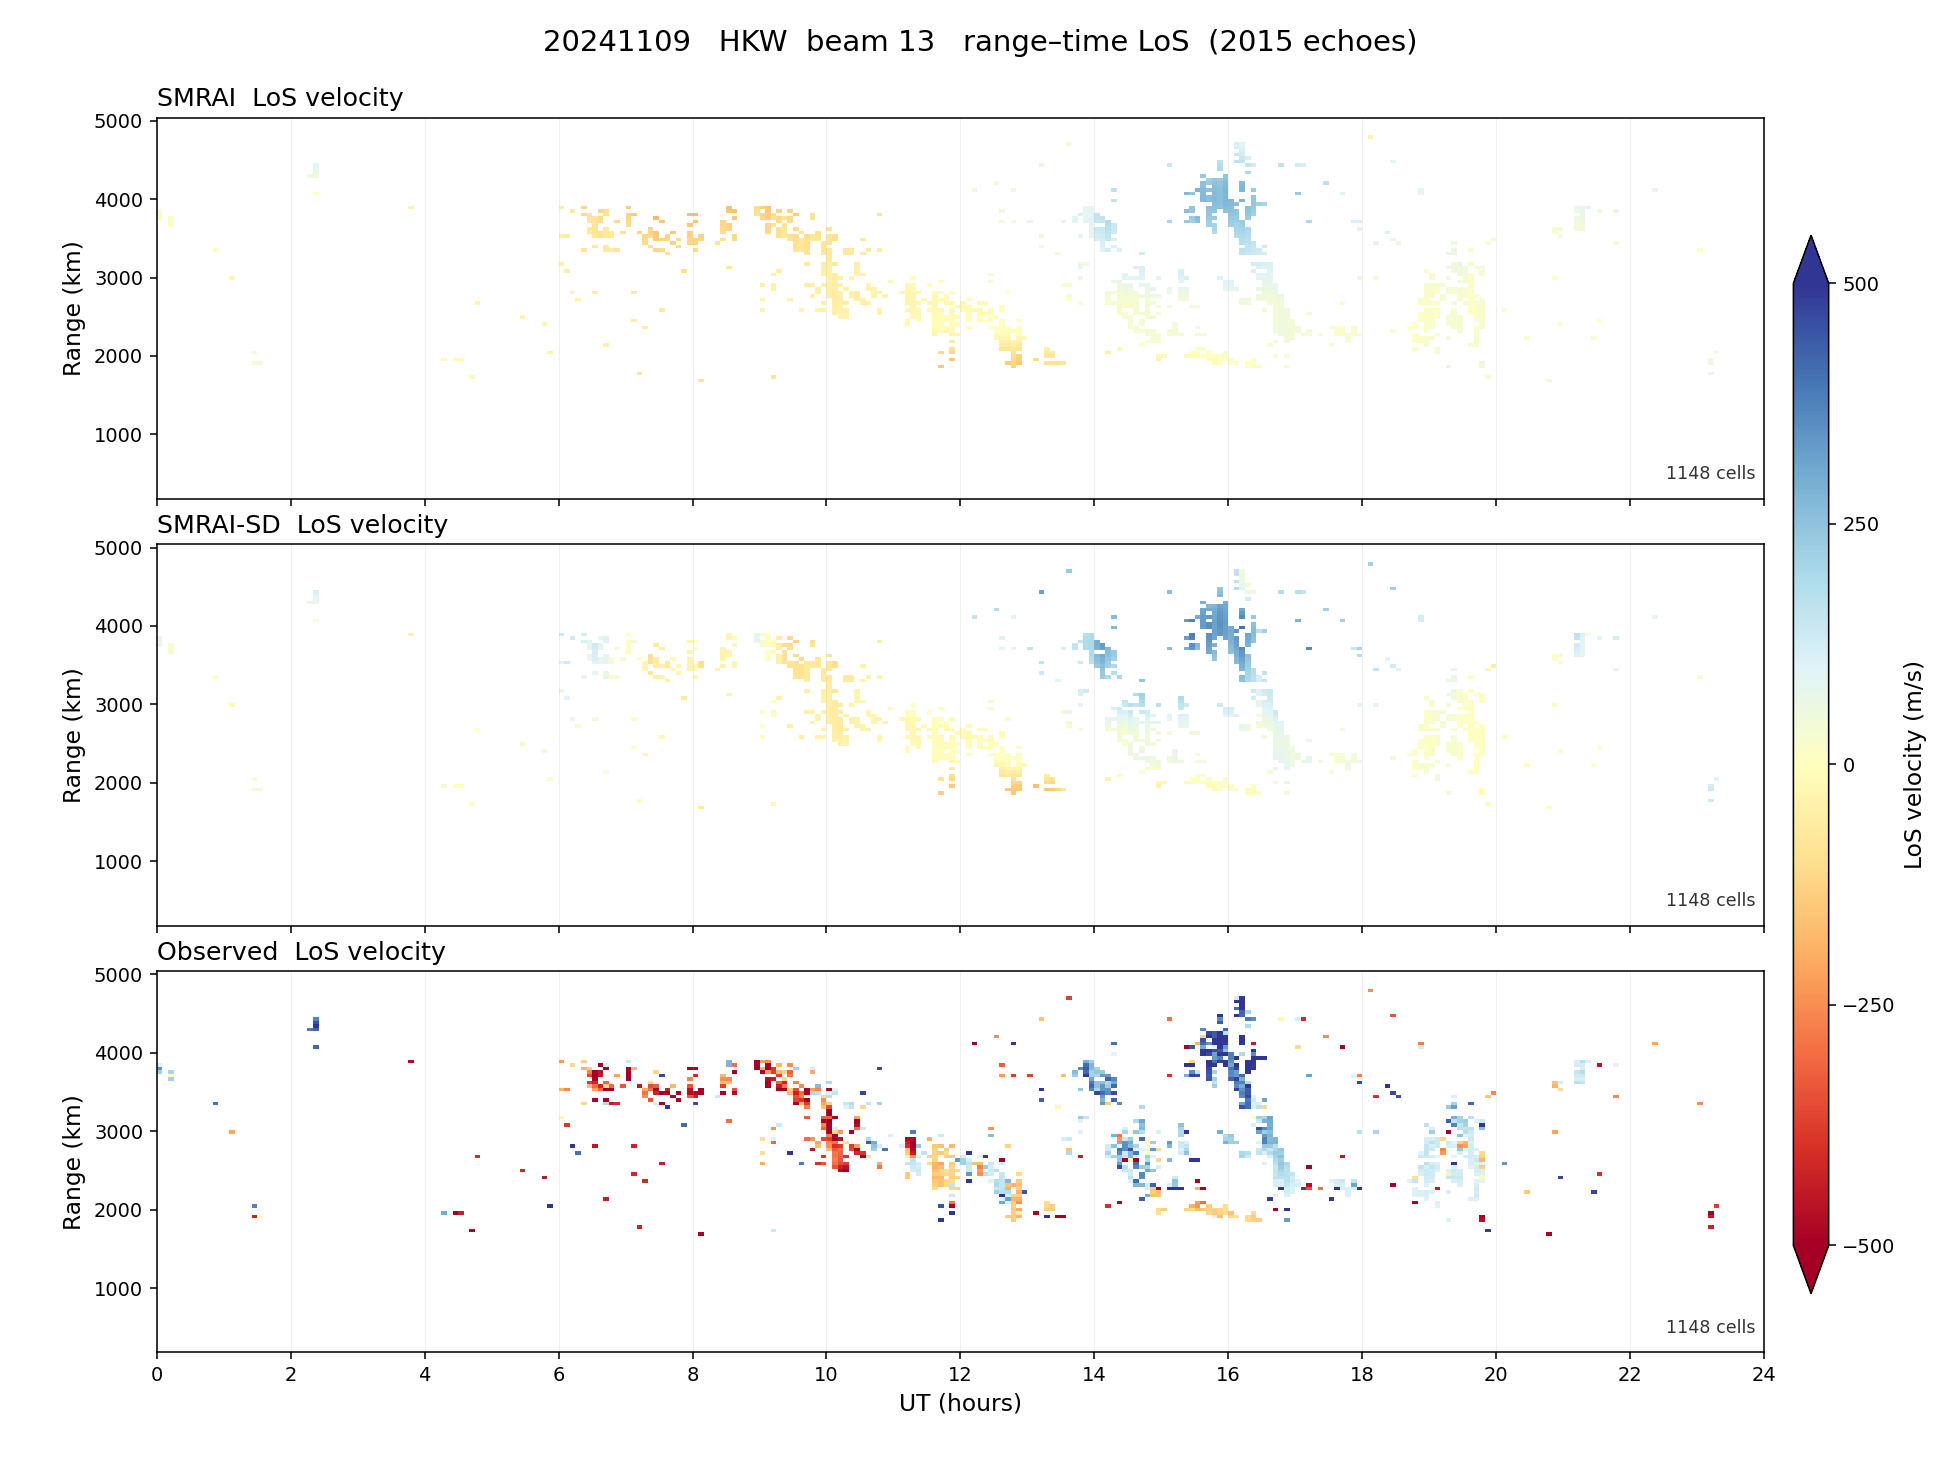 20241109   HKW  beam 13   range–time LoS  (2015 echoes)
SMRAI  LoS velocity
5000
4000
3000
2000
1000
Range (km)
1148 cells
SMRAI-SD  LoS velocity
5000
4000
3000
2000
1000
Range (km)
1148 cells
Observed  LoS velocity
5000
4000
3000
2000
1000
Range (km)
1148 cells
0 2 4 6 8 10 12 14 16 18 20 22 24
UT (hours)
500
250
0
−250
−500
LoS velocity (m/s)